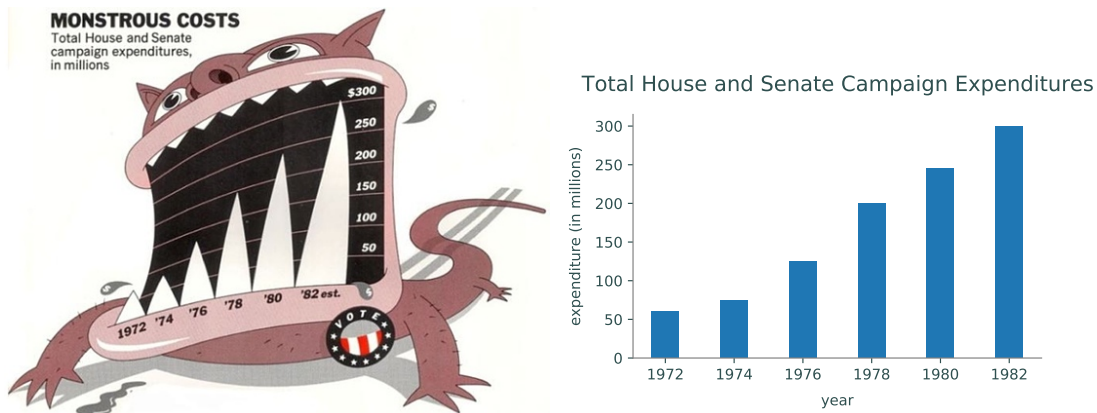 MONSTROUS COSTS
Total House and Senate
campaign expenditures,
in millions
$300
250
200
150
100
50
1972 '74 '76 '78 '80 '82 est.
VOTE
$
$
Total House and Senate Campaign Expenditures
expenditure (in millions)
300
250
200
150
100
50
0
1972 1974 1976 1978 1980 1982
year